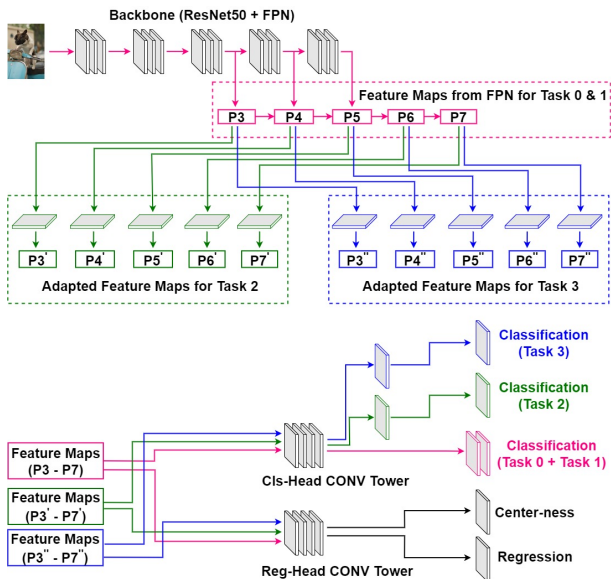 Backbone (ResNet50 + FPN)
Feature Maps from FPN for Task 0 & 1
P3 P4 P5 P6 P7
P3' P4' P5' P6' P7'
Adapted Feature Maps for Task 2
P3'' P4'' P5'' P6'' P7''
Adapted Feature Maps for Task 3
Classification
(Task 3)
Classification
(Task 2)
Classification
(Task 0 + Task 1)
Feature Maps
(P3 - P7)
Cls-Head CONV Tower
Feature Maps
(P3' - P7')
Feature Maps
(P3'' - P7'')
Center-ness
Regression
Reg-Head CONV Tower